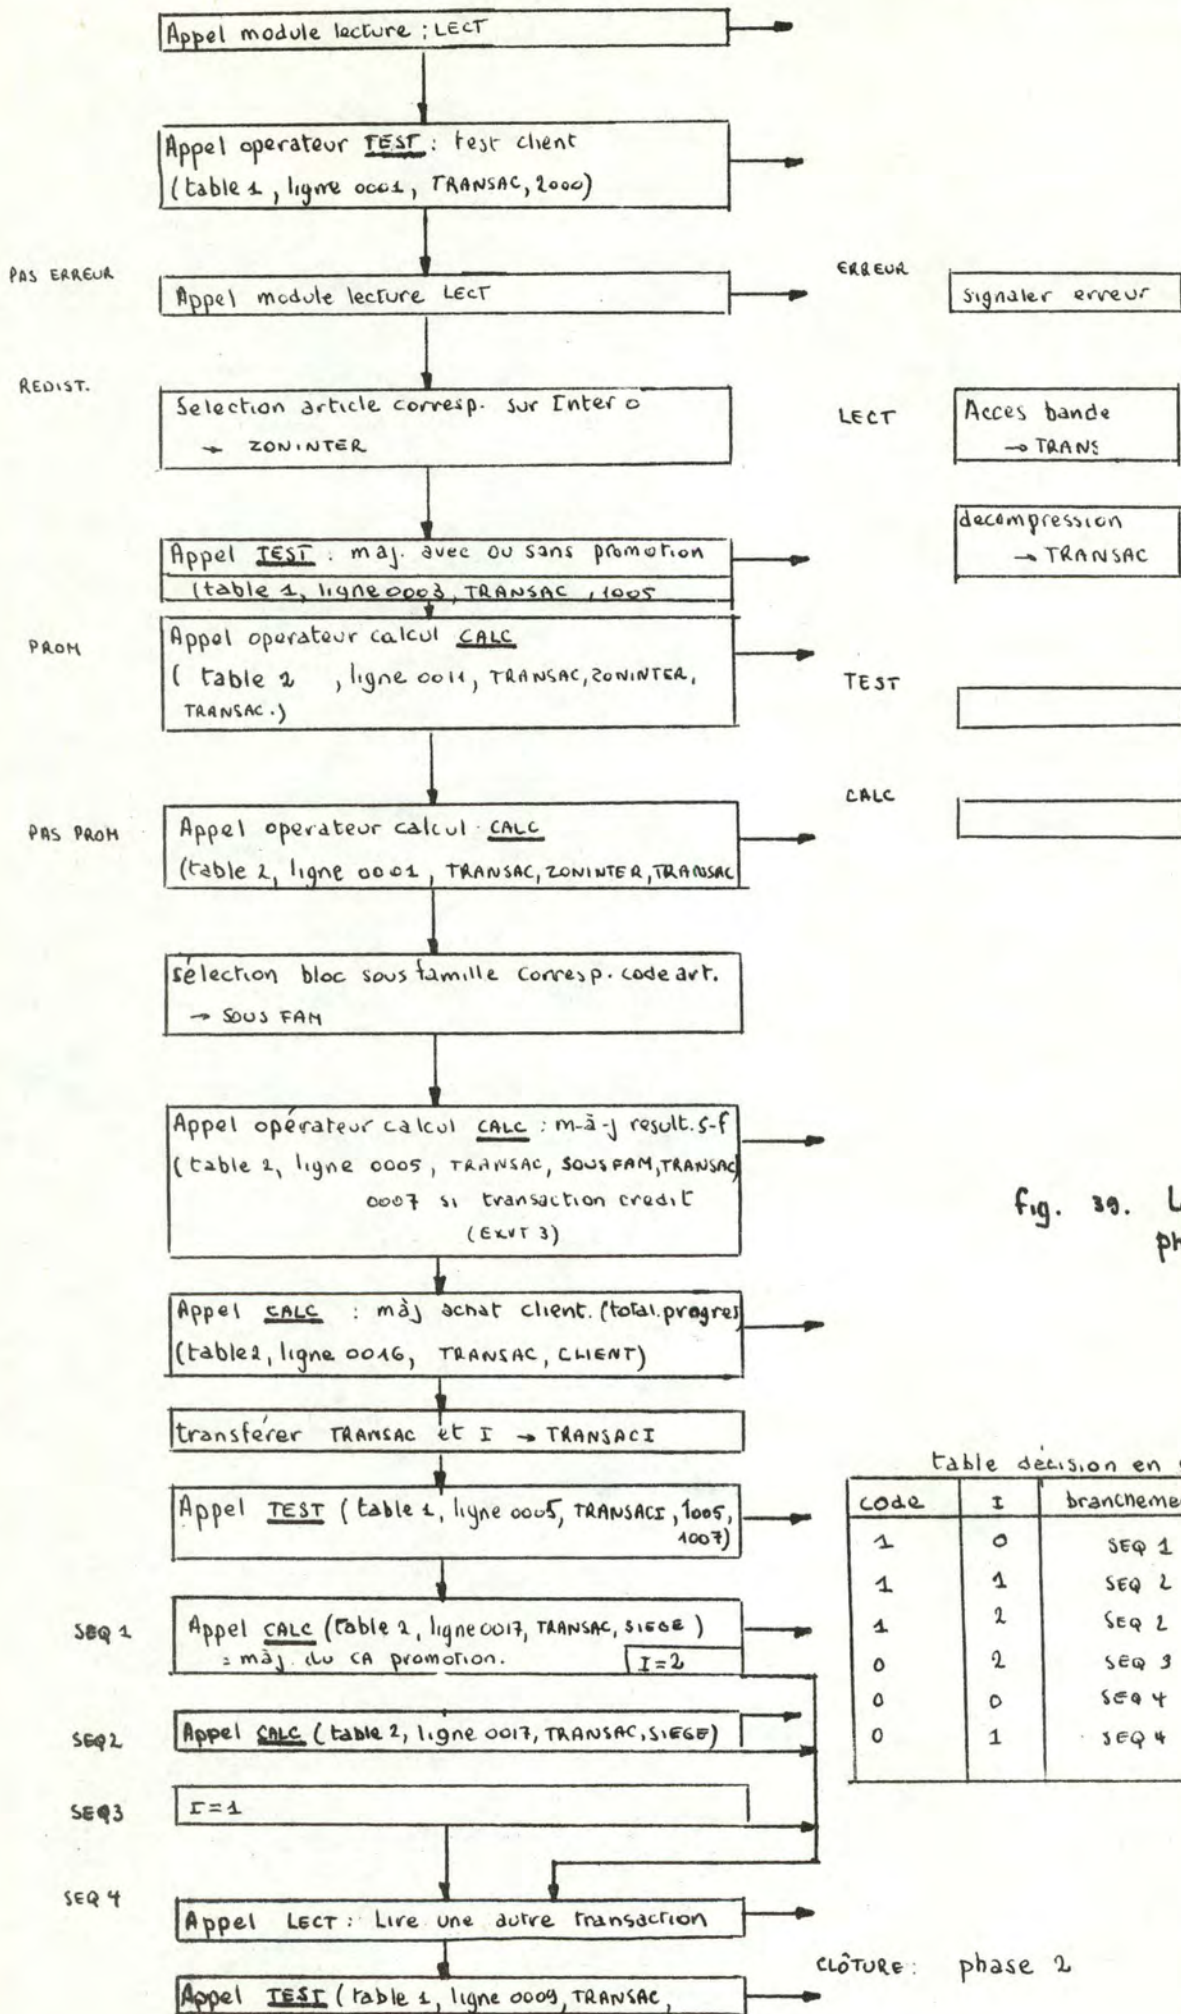 Appel module lecture : LECT
Appel operateur TEST : test client
(table 1, ligne 0001, TRANSAC, 2000)
PAS ERREUR
Appel module lecture LECT
ERREUR
signaler erreur
REDIST.
Selection article corresp. sur Inter 0
→ ZONINTER
LECT
Acces bande
→ TRANS
decompression
→ TRANSAC
Appel TEST : maj. avec ou sans promotion
(table 1, ligne 0003, TRANSAC, 1005
PROM
Appel operateur calcul CALC
( table 2 , ligne 0011, TRANSAC, ZONINTER,
TRANSAC.)
TEST
CALC
PAS PROM
Appel operateur calcul CALC
(table 2, ligne 0001, TRANSAC, ZONINTER, TRANSAC
sélection bloc sous famille corresp. code art.
→ SOUS FAM
Appel opérateur calcul CALC : m-à-j result. s-f
(table 2, ligne 0005, TRANSAC, SOUSFAM, TRANSAC)
0007 si transaction credit
(EXVT 3)
fig. 39. L
ph
Appel CALC : màj achat client. (total. progres)
(table 2, ligne 0016, TRANSAC, CLIENT)
transférer TRANSAC et I → TRANSACI
Appel TEST (table 1, ligne 0005, TRANSACI, 1005,
1007)
table décision en
code I brancheme
1 0 SEQ 1
1 1 SEQ 2
1 2 SEQ 2
0 2 SEQ 3
0 0 SEQ 4
0 1 SEQ 4
SEQ 1
Appel CALC (table 2, ligne 0017, TRANSAC, SIEGE)
: màj. du CA promotion. I=2
SEQ2
Appel CALC (table 2, ligne 0017, TRANSAC, SIEGE)
SEQ3
I=1
SEQ 4
Appel LECT : Lire une autre transaction
CLÔTURE : phase 2
Appel TEST (table 1, ligne 0009, TRANSAC,